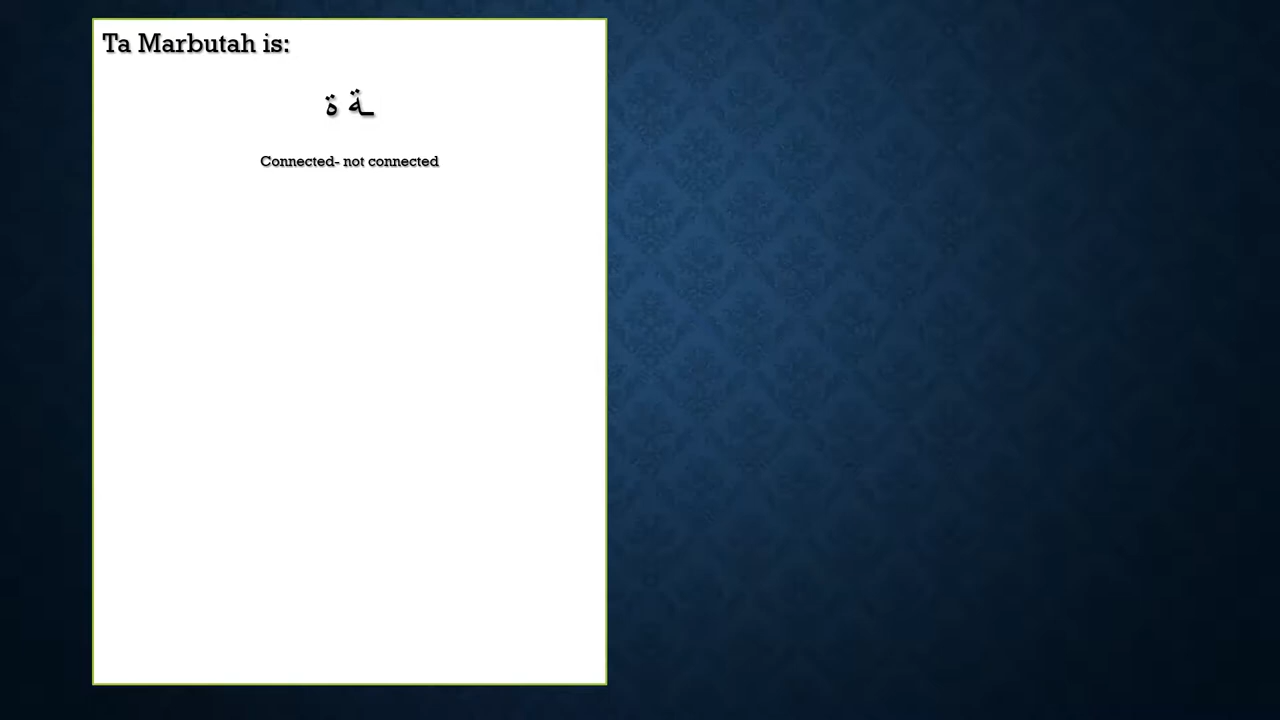 Ta Marbutah is:
ـة ة
Connected- not connected